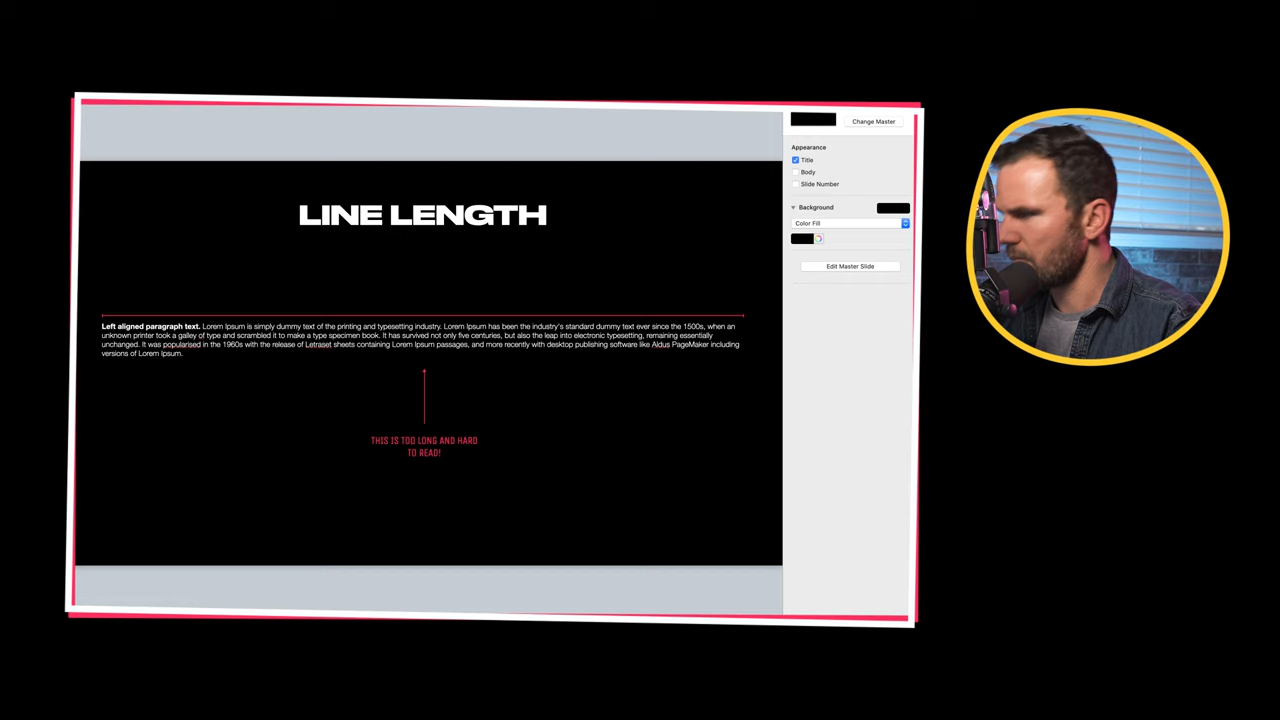 LINE LENGTH
Left aligned paragraph text. Lorem Ipsum is simply dummy text of the printing and typesetting industry. Lorem Ipsum has been the industry's standard dummy text ever since the 1500s, when an
unknown printer took a galley of type and scrambled it to make a type specimen book. It has survived not only five centuries, but also the leap into electronic typesetting, remaining essentially
unchanged. It was popularised in the 1960s with the release of Letraset sheets containing Lorem Ipsum passages, and more recently with desktop publishing software like Aldus PageMaker including
versions of Lorem Ipsum.
THIS IS TOO LONG AND HARD
TO READ!
Change Master
Appearance
Title
Body
Slide Number
Background
Color Fill
Edit Master Slide